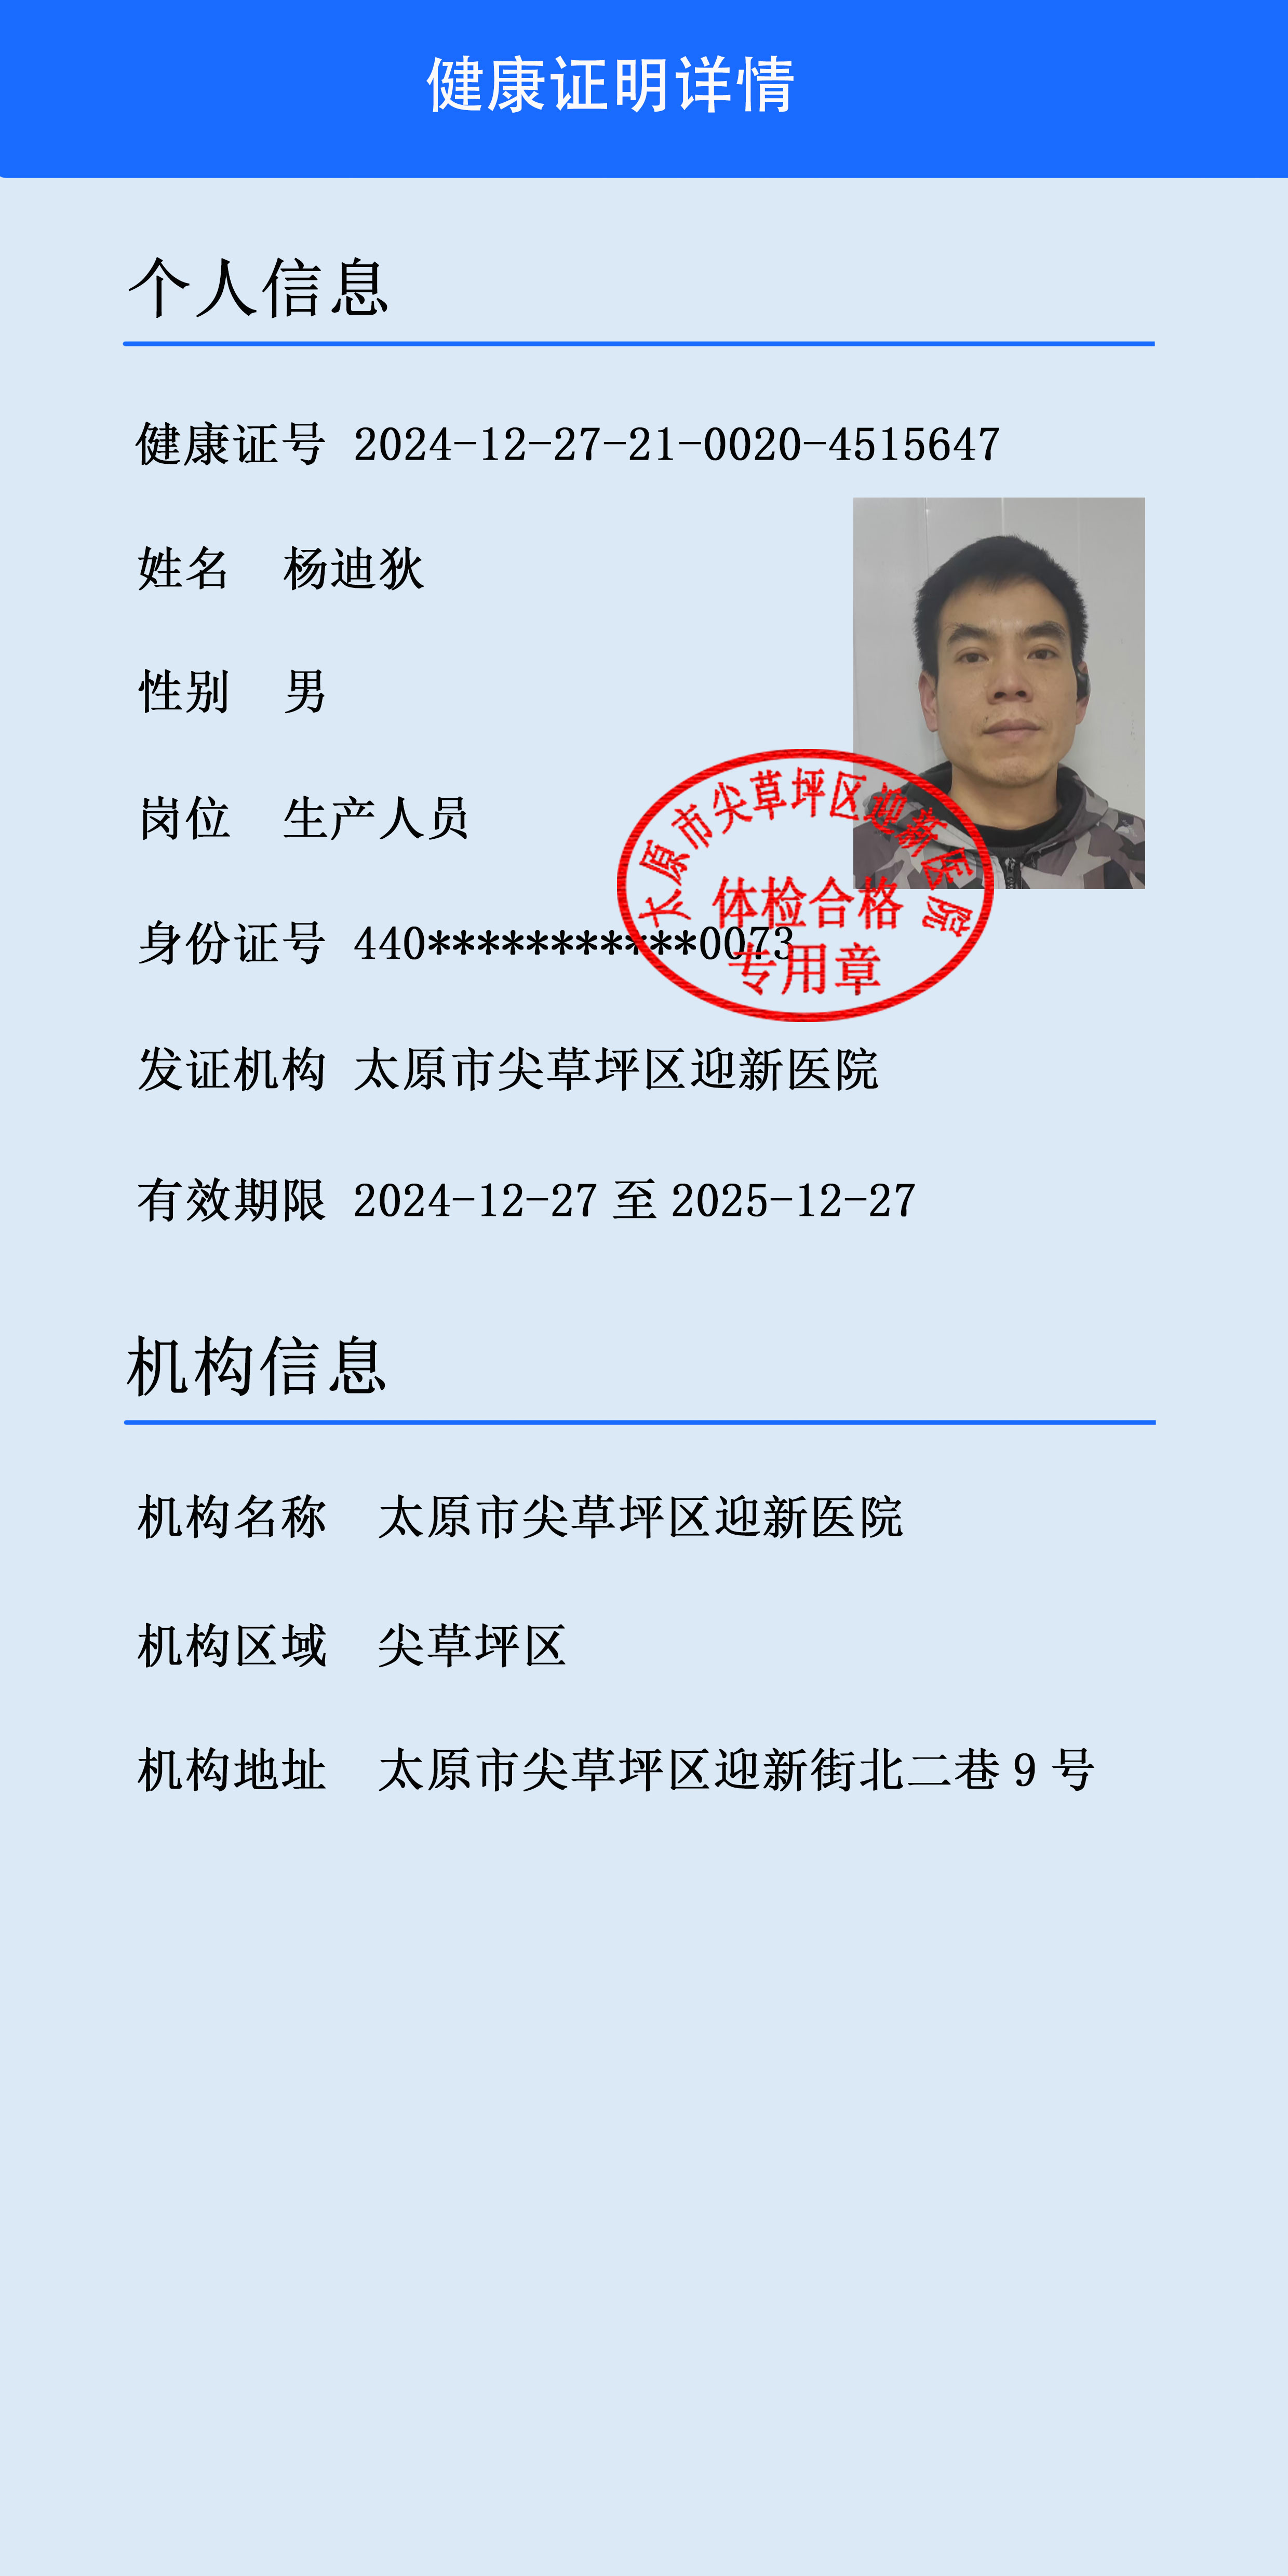 健康证明详情
个人信息
健康证号 2024-12-27-21-0020-4515647
姓名 杨迪狄
性别 男
岗位 生产人员
太原市尖草坪区迎新医院
体检合格
专用章
身份证号 440***********0073
发证机构 太原市尖草坪区迎新医院
有效期限 2024-12-27 至 2025-12-27
机构信息
机构名称 太原市尖草坪区迎新医院
机构区域 尖草坪区
机构地址 太原市尖草坪区迎新街北二巷 9 号